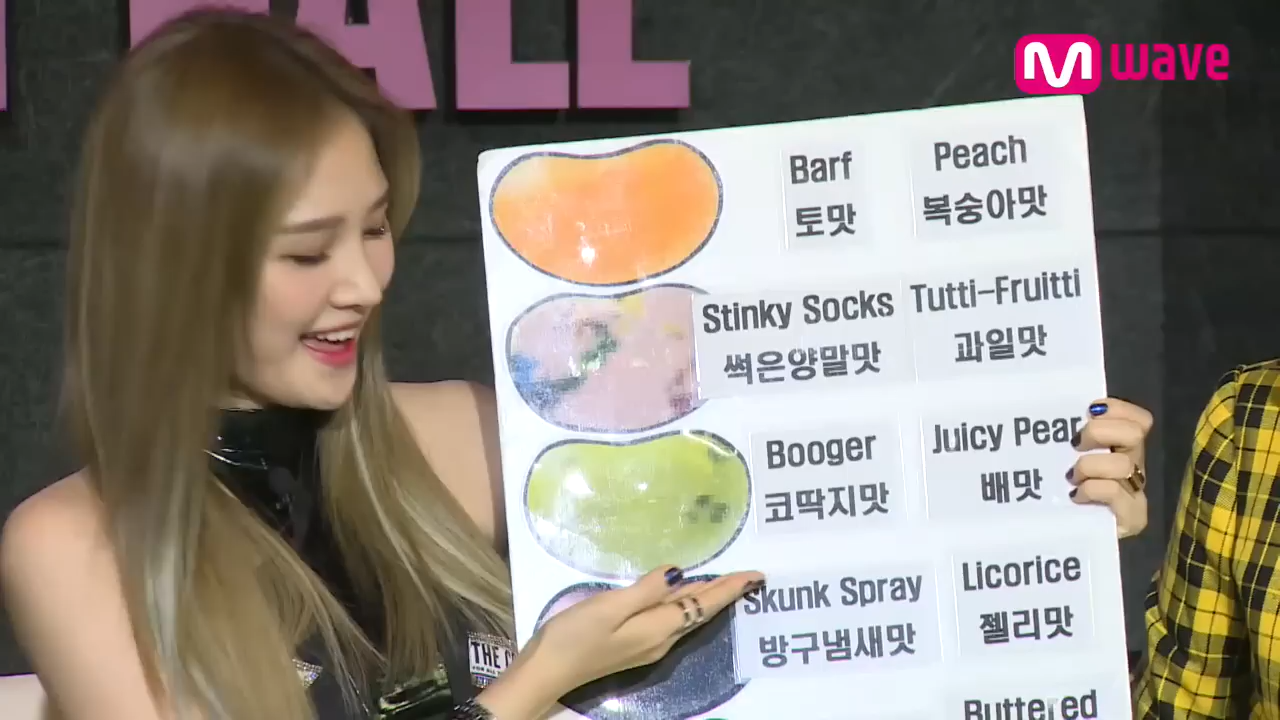 ALL
M wave
Barf
토맛
Peach
복숭아맛
Stinky Socks
썩은양말맛
Tutti-Fruitti
과일맛
Booger
코딱지맛
Juicy Pear
배맛
Skunk Spray
방구냄새맛
Licorice
젤리맛
Buttered
THE